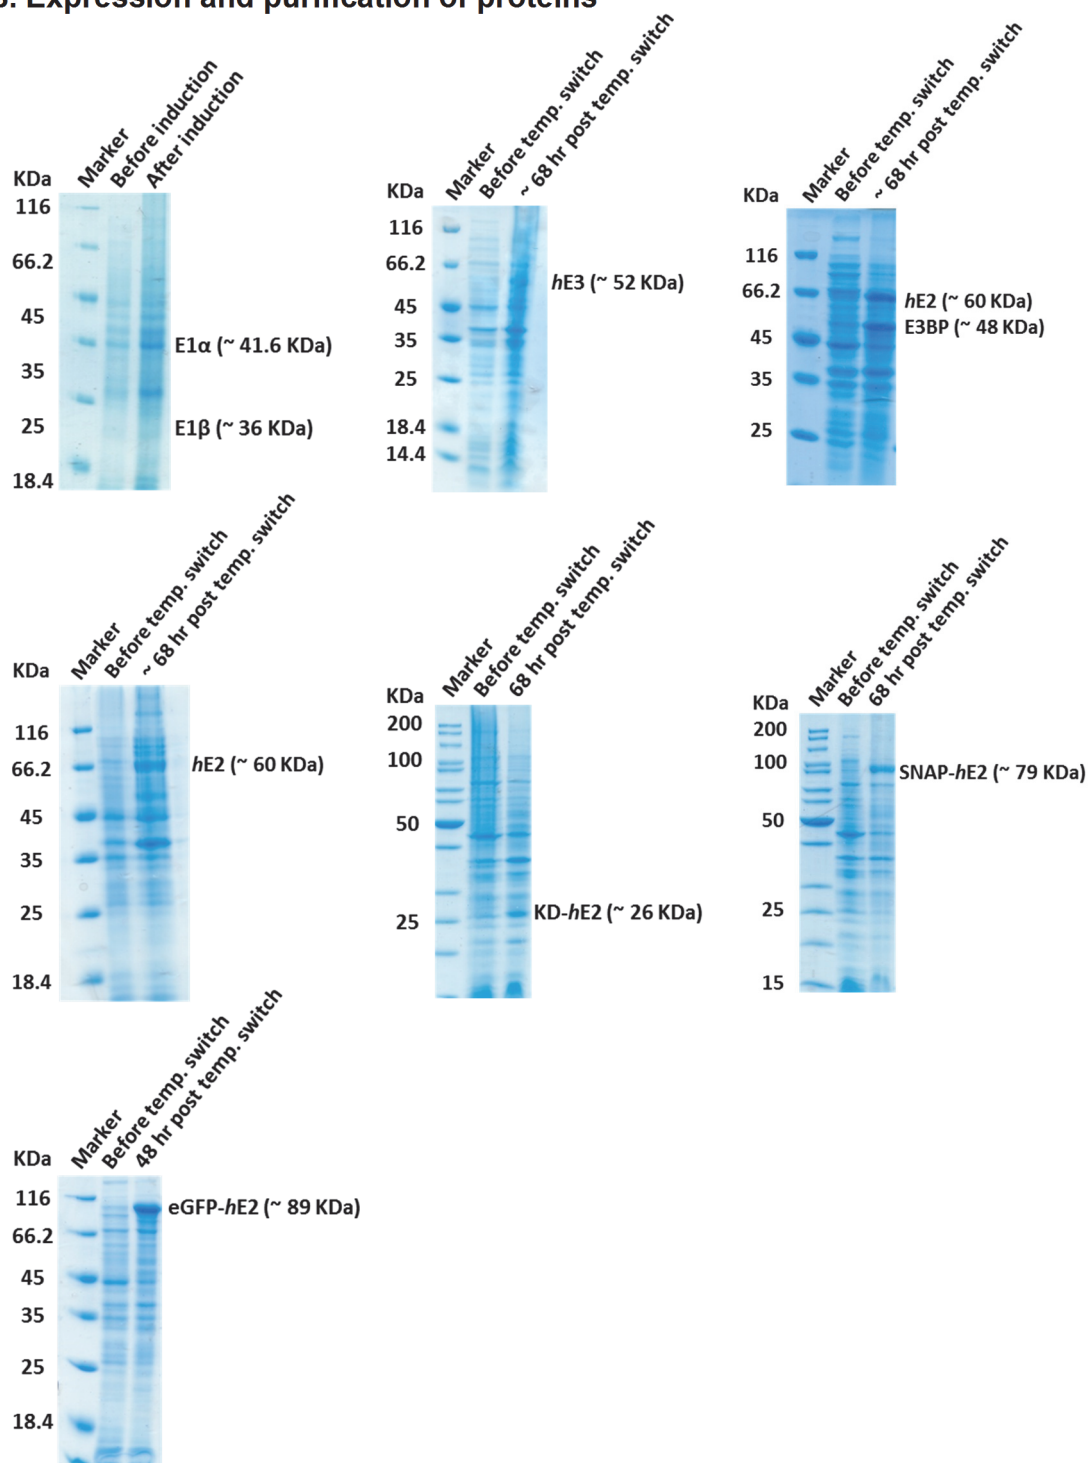 Expression and purification of proteins
KDa
Marker
Before induction
After induction
116
66.2
45
35
25
18.4
E1α (~ 41.6 KDa)
E1β (~ 36 KDa)
KDa
Marker
Before temp. switch
~ 68 hr post temp. switch
116
66.2
45
35
25
18.4
14.4
hE3 (~ 52 KDa)
KDa
Marker
Before temp. switch
~ 68 hr post temp. switch
116
66.2
45
35
25
hE2 (~ 60 KDa)
E3BP (~ 48 KDa)
KDa
Marker
Before temp. switch
~ 68 hr post temp. switch
116
66.2
45
35
25
18.4
hE2 (~ 60 KDa)
KDa
Marker
Before temp. switch
68 hr post temp. switch
200
100
50
25
KD-hE2 (~ 26 KDa)
KDa
Marker
Before temp. switch
68 hr post temp. switch
200
100
50
25
15
SNAP-hE2 (~ 79 KDa)
KDa
Marker
Before temp. switch
48 hr post temp. switch
116
66.2
45
35
25
18.4
eGFP-hE2 (~ 89 KDa)